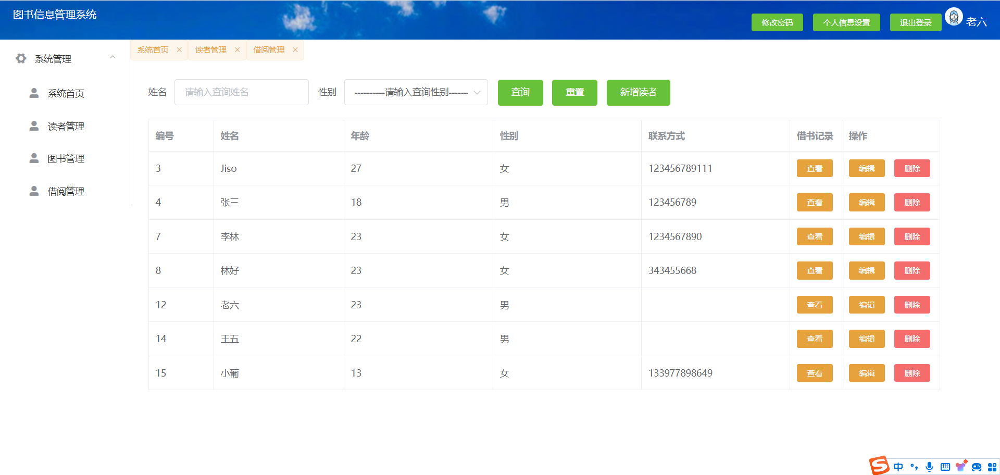 图书信息管理系统
修改密码 个人信息设置 退出登录 老六
系统管理
系统首页
读者管理
图书管理
借阅管理
系统首页 读者管理 借阅管理
姓名 请输入查询姓名 性别 ----------请输入查询性别------- 查询 重置 新增读者
编号 姓名 年龄 性别 联系方式 借书记录 操作
3 Jiso 27 女 123456789111 查看 编辑 删除
4 张三 18 男 123456789 查看 编辑 删除
7 李林 23 女 1234567890 查看 编辑 删除
8 林好 23 女 343455668 查看 编辑 删除
12 老六 23 男 查看 编辑 删除
14 王五 22 男 查看 编辑 删除
15 小葡 13 女 133977898649 查看 编辑 删除
S 中